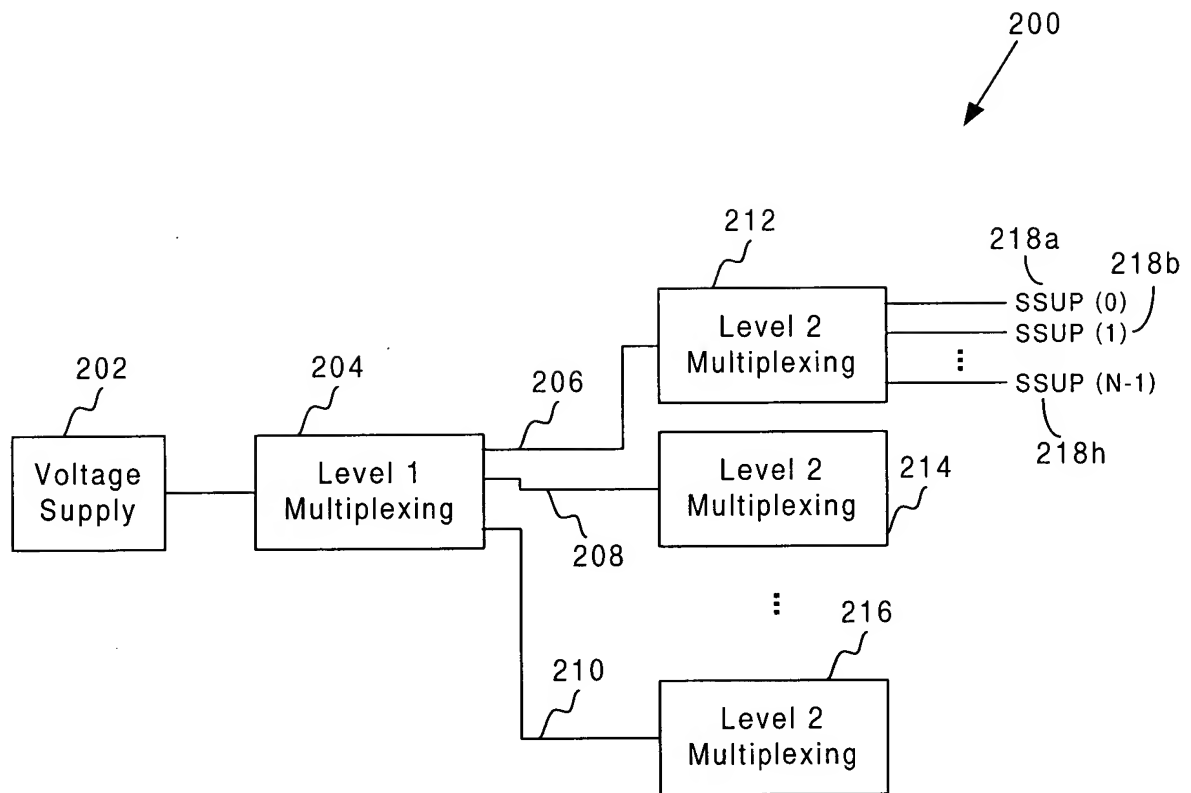 200
212
218a
218b
SSUP (0)
SSUP (1)
SSUP (N-1)
218h
Level 2
Multiplexing
202
204
206
Voltage
Supply
Level 1
Multiplexing
Level 2
Multiplexing
214
208
216
210
Level 2
Multiplexing